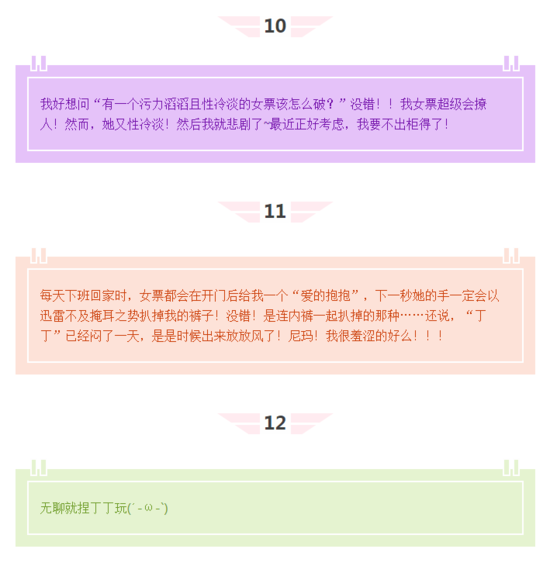 10
我好想问“有一个污力滔滔且性冷淡的女票该怎么破?”没错!!我女票超级会撩
人!然而,她又性冷淡!然后我就悲剧了~最近正好考虑,我要不出柜得了!
11
每天下班回家时,女票都会在开门后给我一个“爱的抱抱”,下一秒她的手一定会以
迅雷不及掩耳之势扒掉我的裤子!没错!是连内裤一起扒掉的那种……还说,“丁
丁”已经闷了一天,是是时候出来放放风了!尼玛!我很羞涩的好么!!!
12
无聊就捏丁丁玩(´-ω-`)